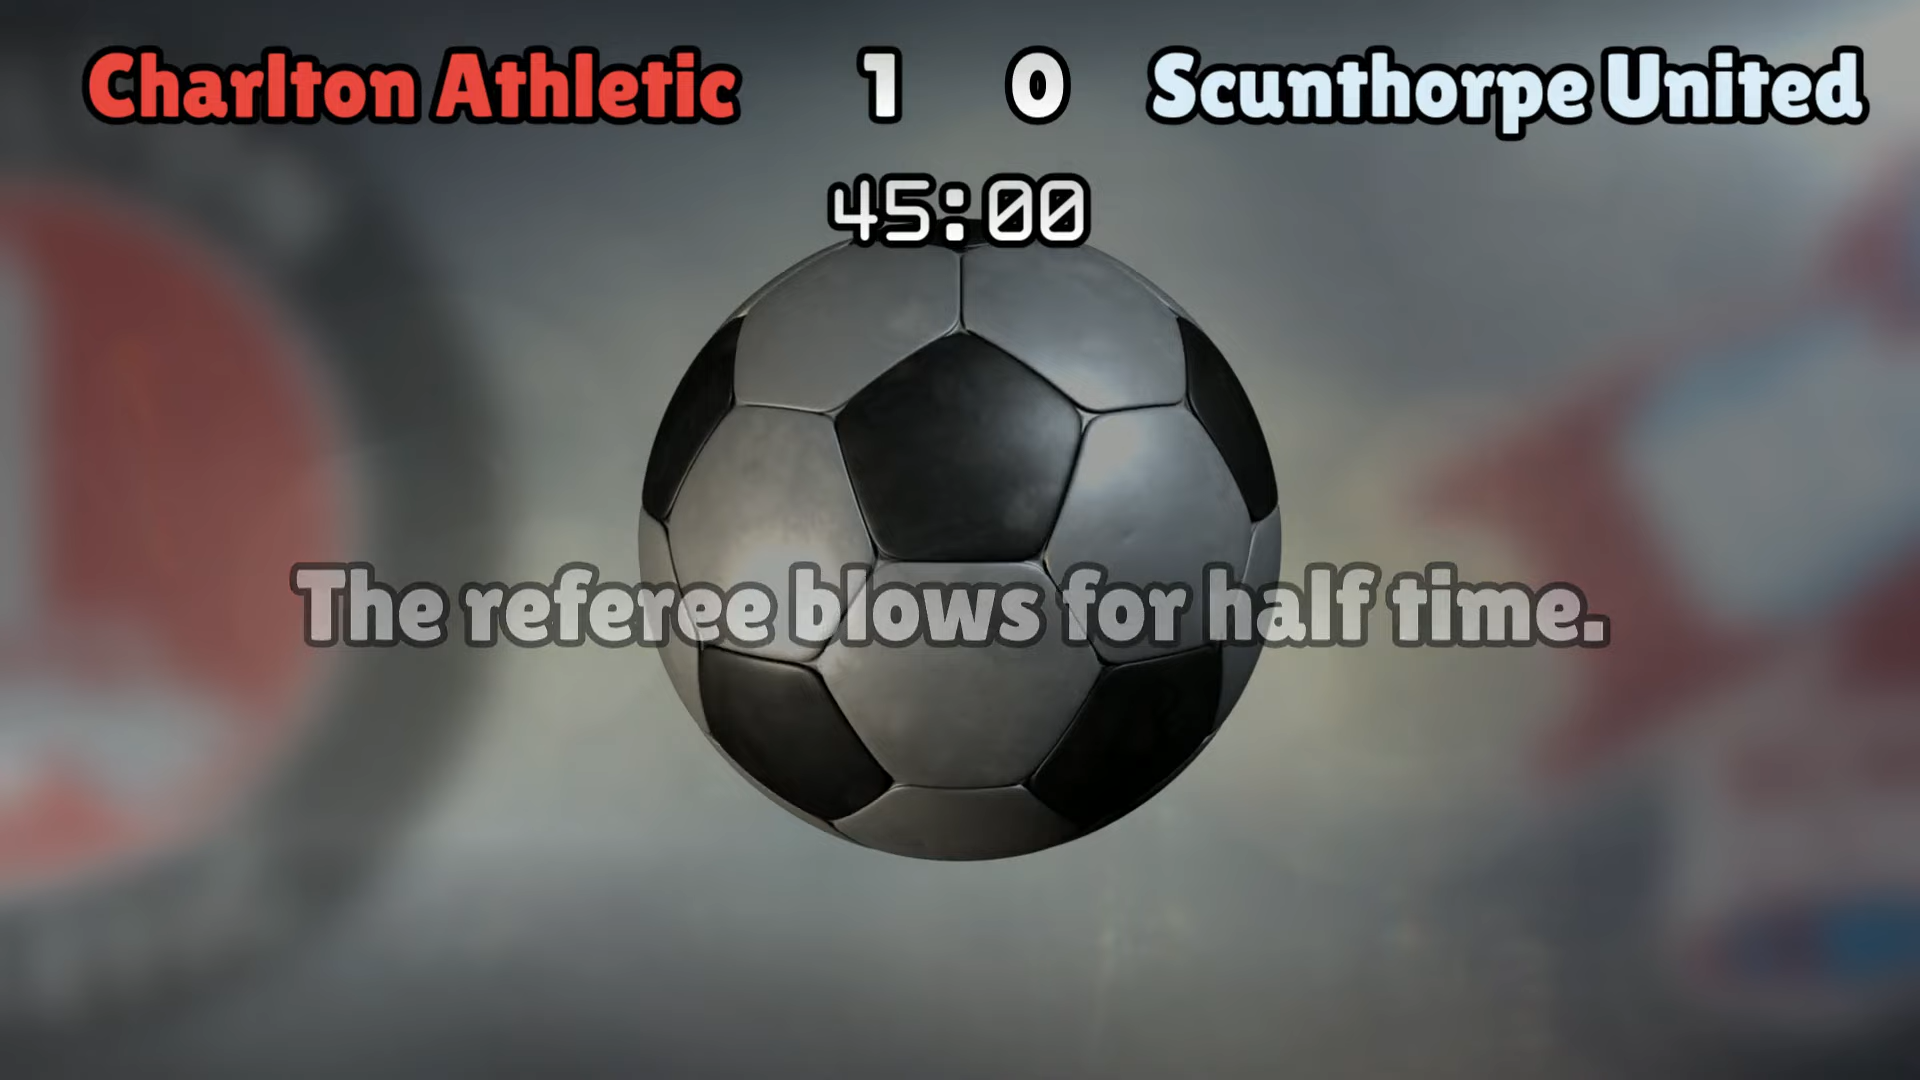 Charlton Athletic 1 0 Scunthorpe United
45:00
The referee blows for half time.